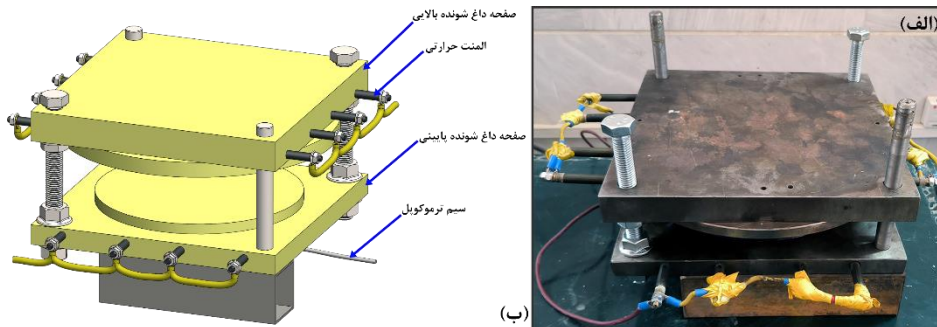 صفحه داغ شونده بالایی
المنت حرارتی
صفحه داغ شونده پایینی
سیم ترموکوپل
(الف)
(ب)